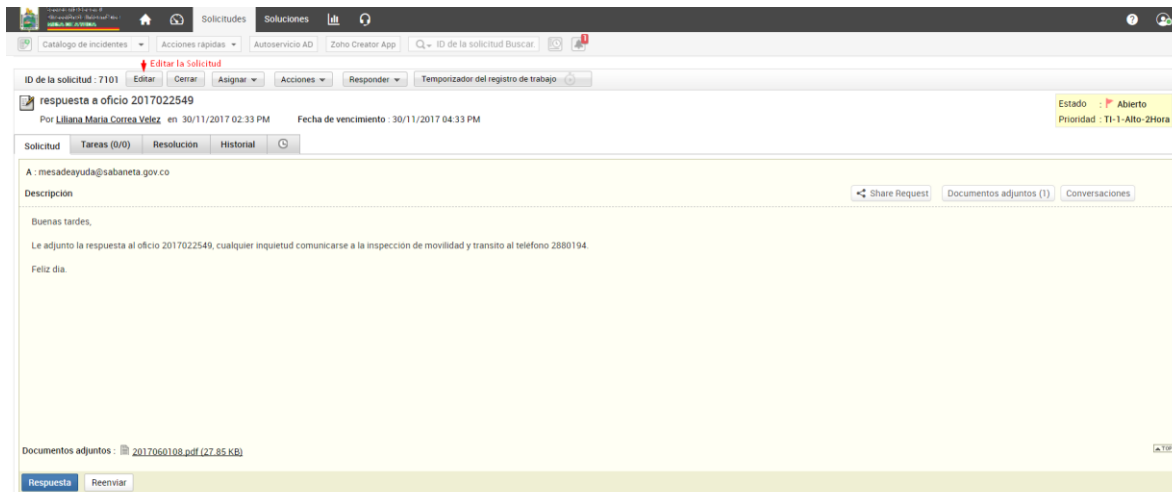 Solicitudes Soluciones
Catálogo de incidentes Acciones rapidas Autoservicio AD Zoho Creator App ID de la solicitud Buscar. 1
Editar la Solicitud
ID de la solicitud : 7101 Editar Cerrar Asignar Acciones Responder Temporizador del registro de trabajo
respuesta a oficio 2017022549
Estado : Abierto
Por Liliana Maria Correa Velez en 30/11/2017 02:33 PM Fecha de vencimiento : 30/11/2017 04:33 PM
Prioridad : TI-1-Alto-2Hora
Solicitud Tareas (0/0) Resolución Historial
A : mesadeayuda@sabaneta.gov.co
Descripción Share Request Documentos adjuntos (1) Conversaciones
Buenas tardes,
Le adjunto la respuesta al oficio 2017022549, cualquier inquietud comunicarse a la inspeccion de movilidad y transito al teléfono 2880194.
Feliz dia.
Documentos adjuntos : 2017060108.pdf (27.85 KB)
TOP
Respuesta Reenviar